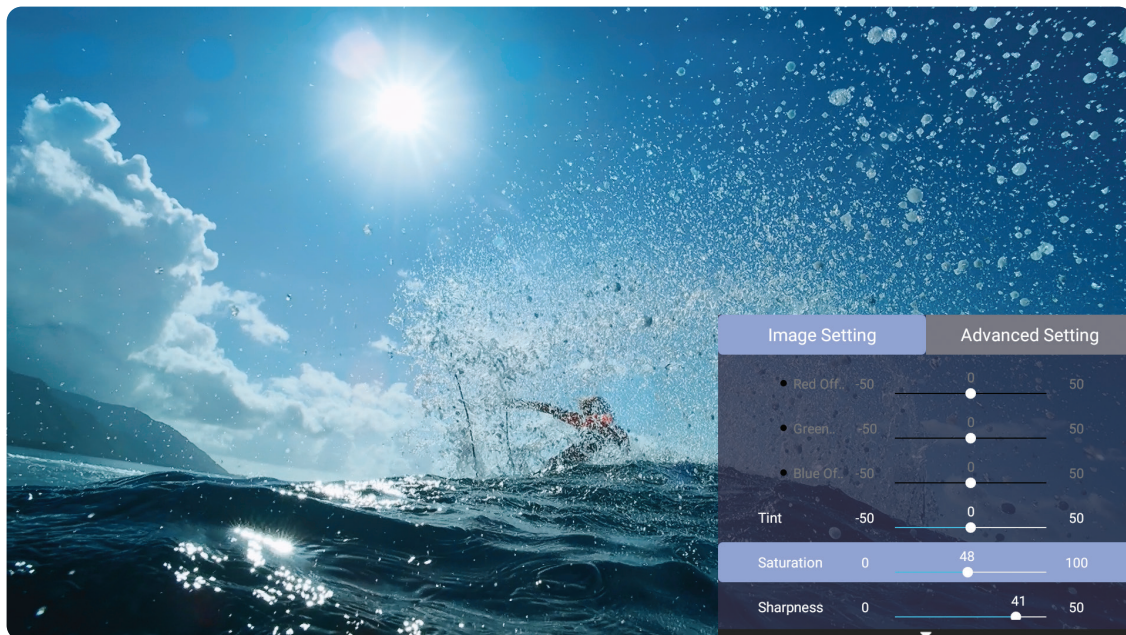 Image Setting Advanced Setting
Red Off.. -50 0 50
Green.. -50 0 50
Blue Of.. -50 0 50
Tint -50 0 50
Saturation 0 48 100
Sharpness 0 41 50